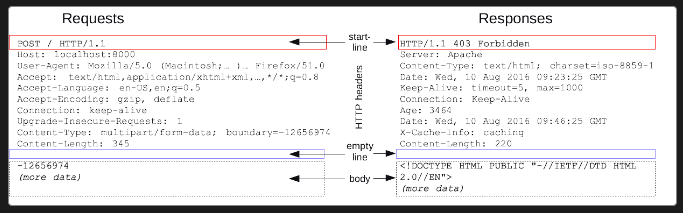 Requests
Responses
start-
line
HTTP headers
empty
line
body
POST / HTTP/1.1
Host: localhost:8000
User-Agent: Mozilla/5.0 (Macintosh;… )… Firefox/51.0
Accept: text/html,application/xhtml+xml,…,*/*;q=0.8
Accept-Language: en-US,en;q=0.5
Accept-Encoding: gzip, deflate
Connection: keep-alive
Upgrade-Insecure-Requests: 1
Content-Type: multipart/form-data; boundary=-12656974
Content-Length: 345
-12656974
(more data)
HTTP/1.1 403 Forbidden
Server: Apache
Content-Type: text/html; charset=iso-8859-1
Date: Wed, 10 Aug 2016 09:23:25 GMT
Keep-Alive: timeout=5, max=1000
Connection: Keep-Alive
Age: 3464
Date: Wed, 10 Aug 2016 09:46:25 GMT
X-Cache-Info: caching
Content-Length: 220
<!DOCTYPE HTML PUBLIC "-//IETF//DTD HTML
2.0//EN">
(more data)